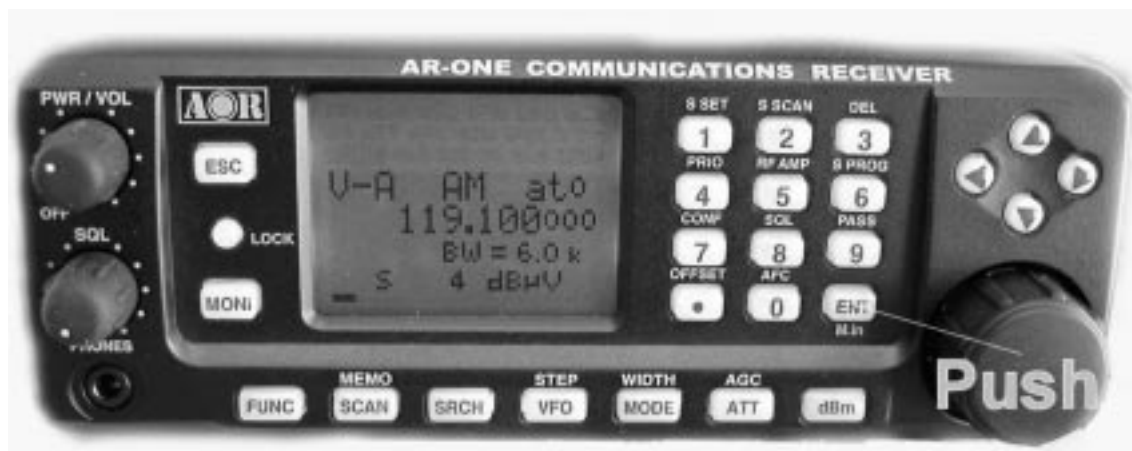 AR-ONE COMMUNICATIONS RECEIVER
PWR / VOL
AOR
S SET S SCAN DEL
1 2 3
ESC
PRIO RF AMP S PROG
V-A AM ato
4 5 6
OFF
119.100000
CONF SQL PASS
SQL
LOCK
BW = 6.0 k
7 8 9
OFFSET AFC
S 4 dBµV
MONi
• 0 ENT
M.in
PHONES
Push
MEMO STEP WIDTH AGC
FUNC SCAN SRCH VFO MODE ATT dBm